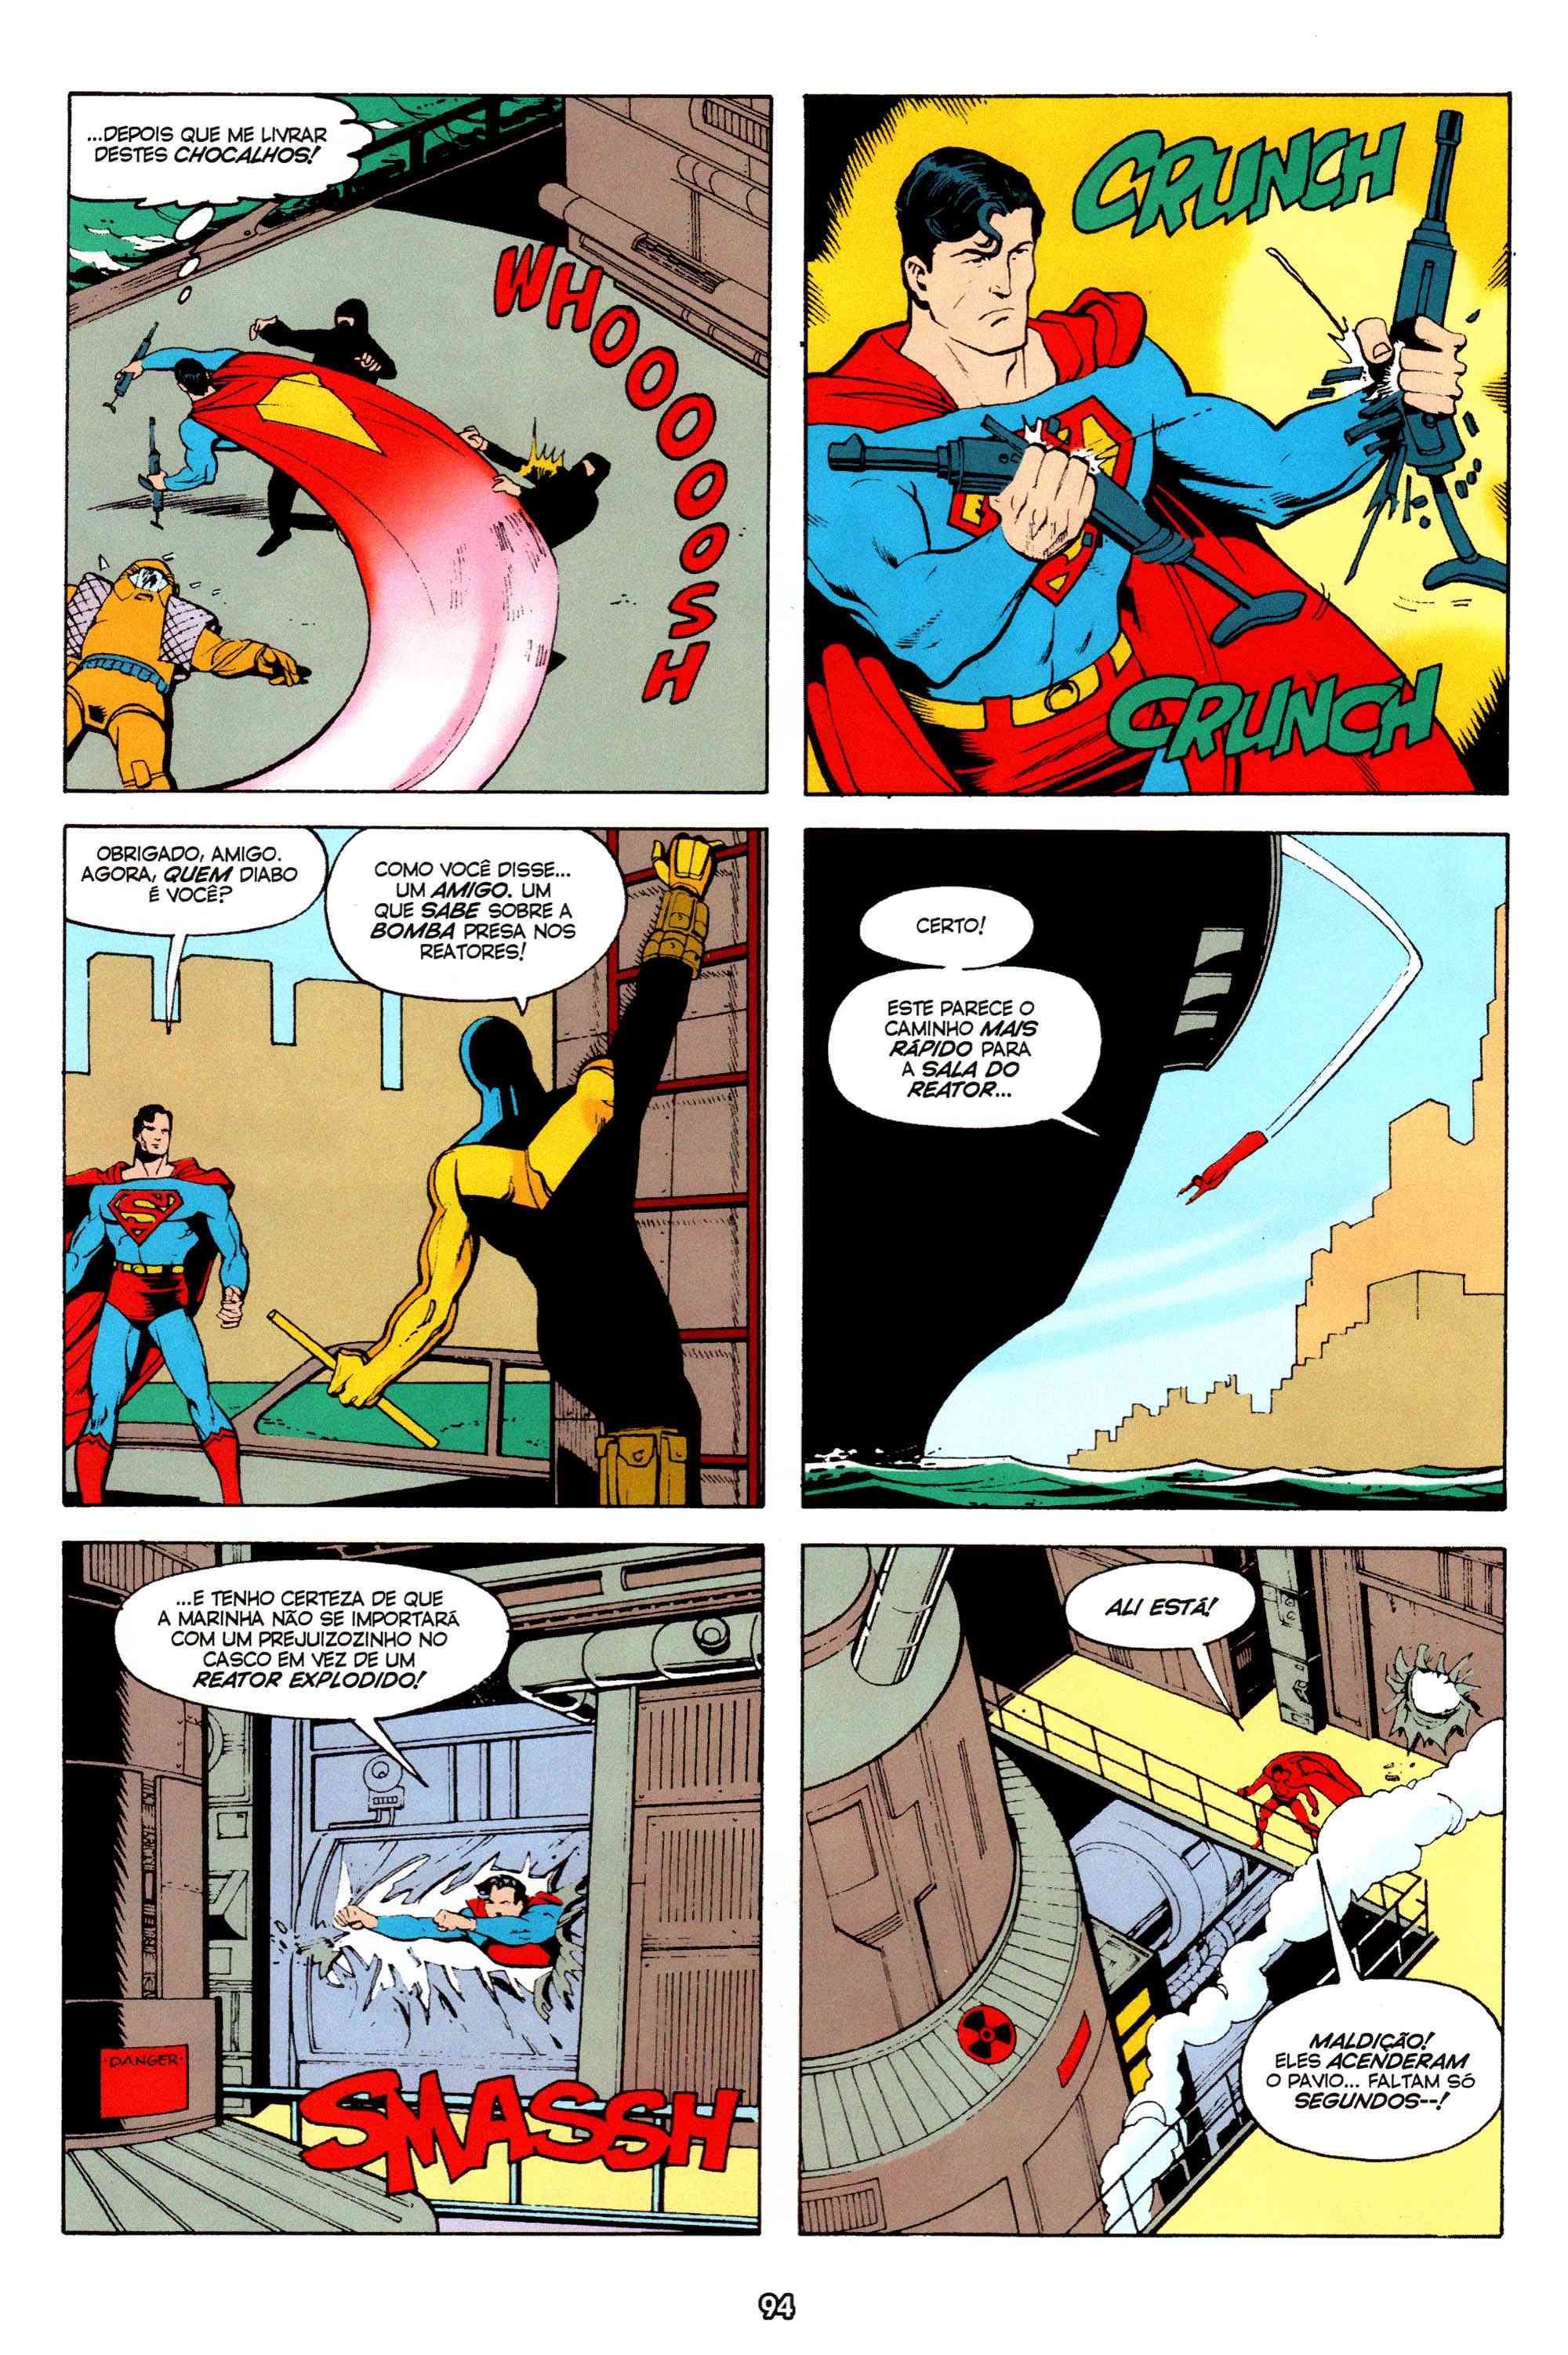 ...DEPOIS QUE ME LIVRAR
DESTES CHOCALHOS!
WHOOOOOOSH
CRUNCH
CRUNCH
OBRIGADO, AMIGO.
AGORA, QUEM DIABO
É VOCÊ?
COMO VOCÊ DISSE...
UM AMIGO. UM
QUE SABE SOBRE A
BOMBA PRESA NOS
REATORES!
CERTO!
ESTE PARECE O
CAMINHO MAIS
RÁPIDO PARA
A SALA DO
REATOR...
...E TENHO CERTEZA DE QUE
A MARINHA NÃO SE IMPORTARÁ
COM UM PREJUIZOZINHO NO
CASCO EM VEZ DE UM
REATOR EXPLODIDO!
DANGER
SMASSH
ALI ESTÁ!
MALDIÇÃO!
ELES ACENDERAM
O PAVIO... FALTAM SÓ
SEGUNDOS--!
94